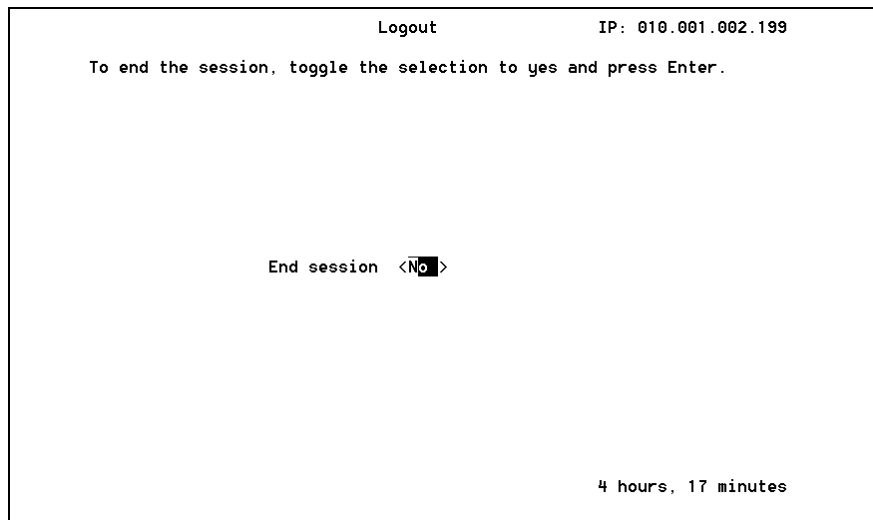 Logout IP: 010.001.002.199
To end the session, toggle the selection to yes and press Enter.
End session <No >
4 hours, 17 minutes